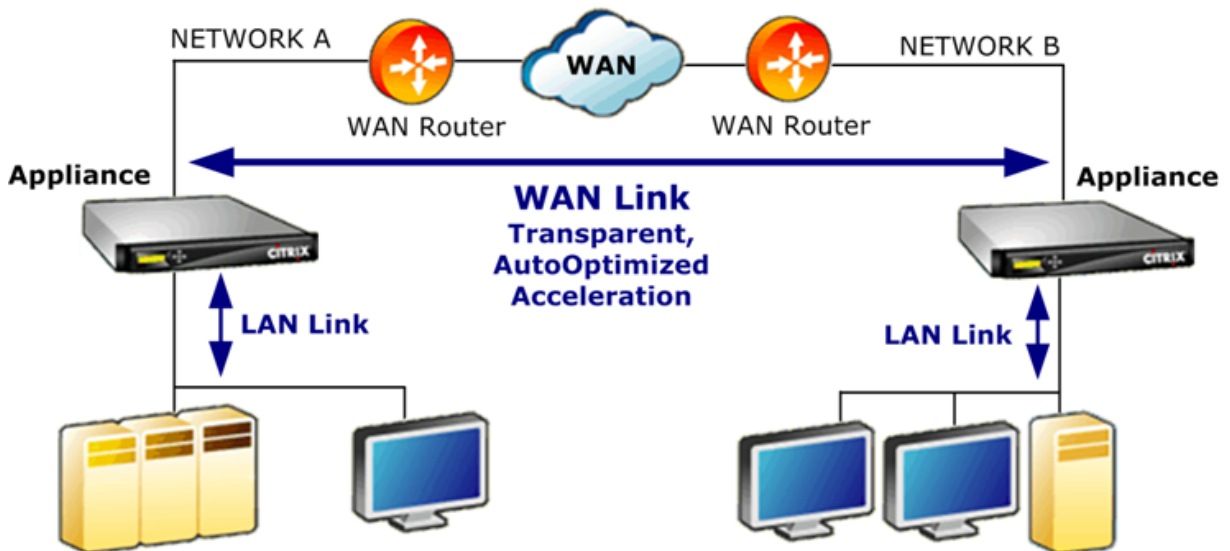 NETWORK A
WAN
NETWORK B
WAN Router
WAN Router
Appliance
Appliance
WAN Link
Transparent,
AutoOptimized
Acceleration
CITRIX
CITRIX
LAN Link
LAN Link